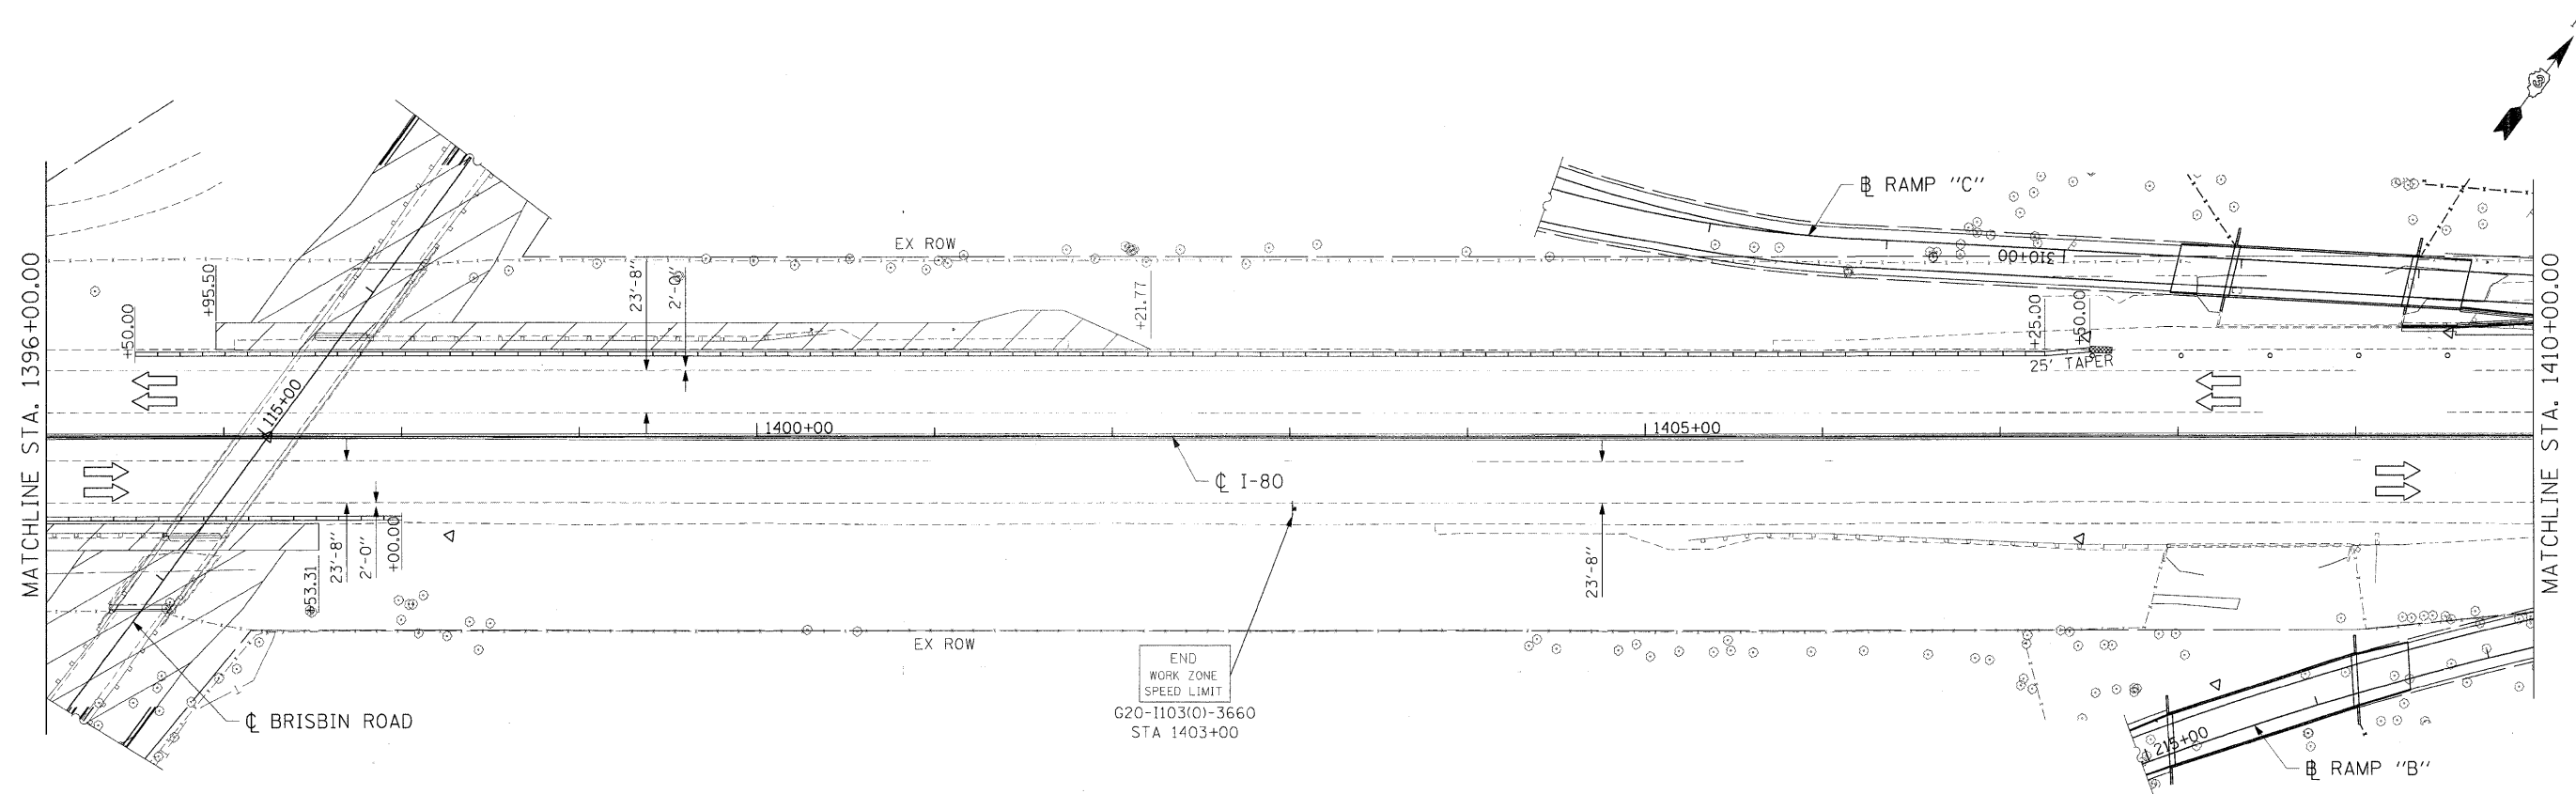 MATCHLINE STA. 1396+00.00
+50.00
+95.50
EX ROW
23'-8"
2'-0"
+21.77
℄ RAMP "C"
1310+00
+25.00
+50.00
25' TAPER
MATCHLINE STA. 1410+00.00
115+00
1400+00
1405+00
℄ I-80
+53.31
23'-8"
2'-0"
+00.00
23'-8"
EX ROW
END
WORK ZONE
SPEED LIMIT
G20-I103(0)-3660
STA 1403+00
℄ BRISBIN ROAD
215+00
℄ RAMP "B"